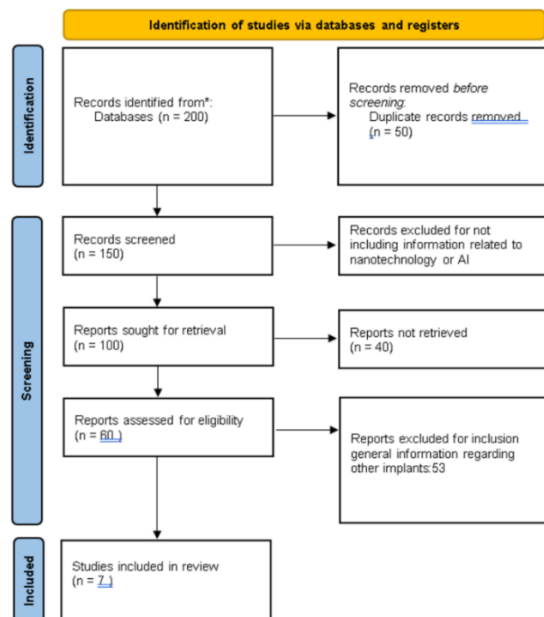 Identification of studies via databases and registers
Identification
Records identified from*:
Databases (n = 200)
Records removed before
screening:
Duplicate records removed
(n = 50)
Screening
Records screened
(n = 150)
Records excluded for not
including information related to
nanotechnology or AI
Reports sought for retrieval
(n = 100)
Reports not retrieved
(n = 40)
Reports assessed for eligibility
(n = 60 )
Reports excluded for inclusion
general information regarding
other implants:53
Included
Studies included in review
(n = 7 )